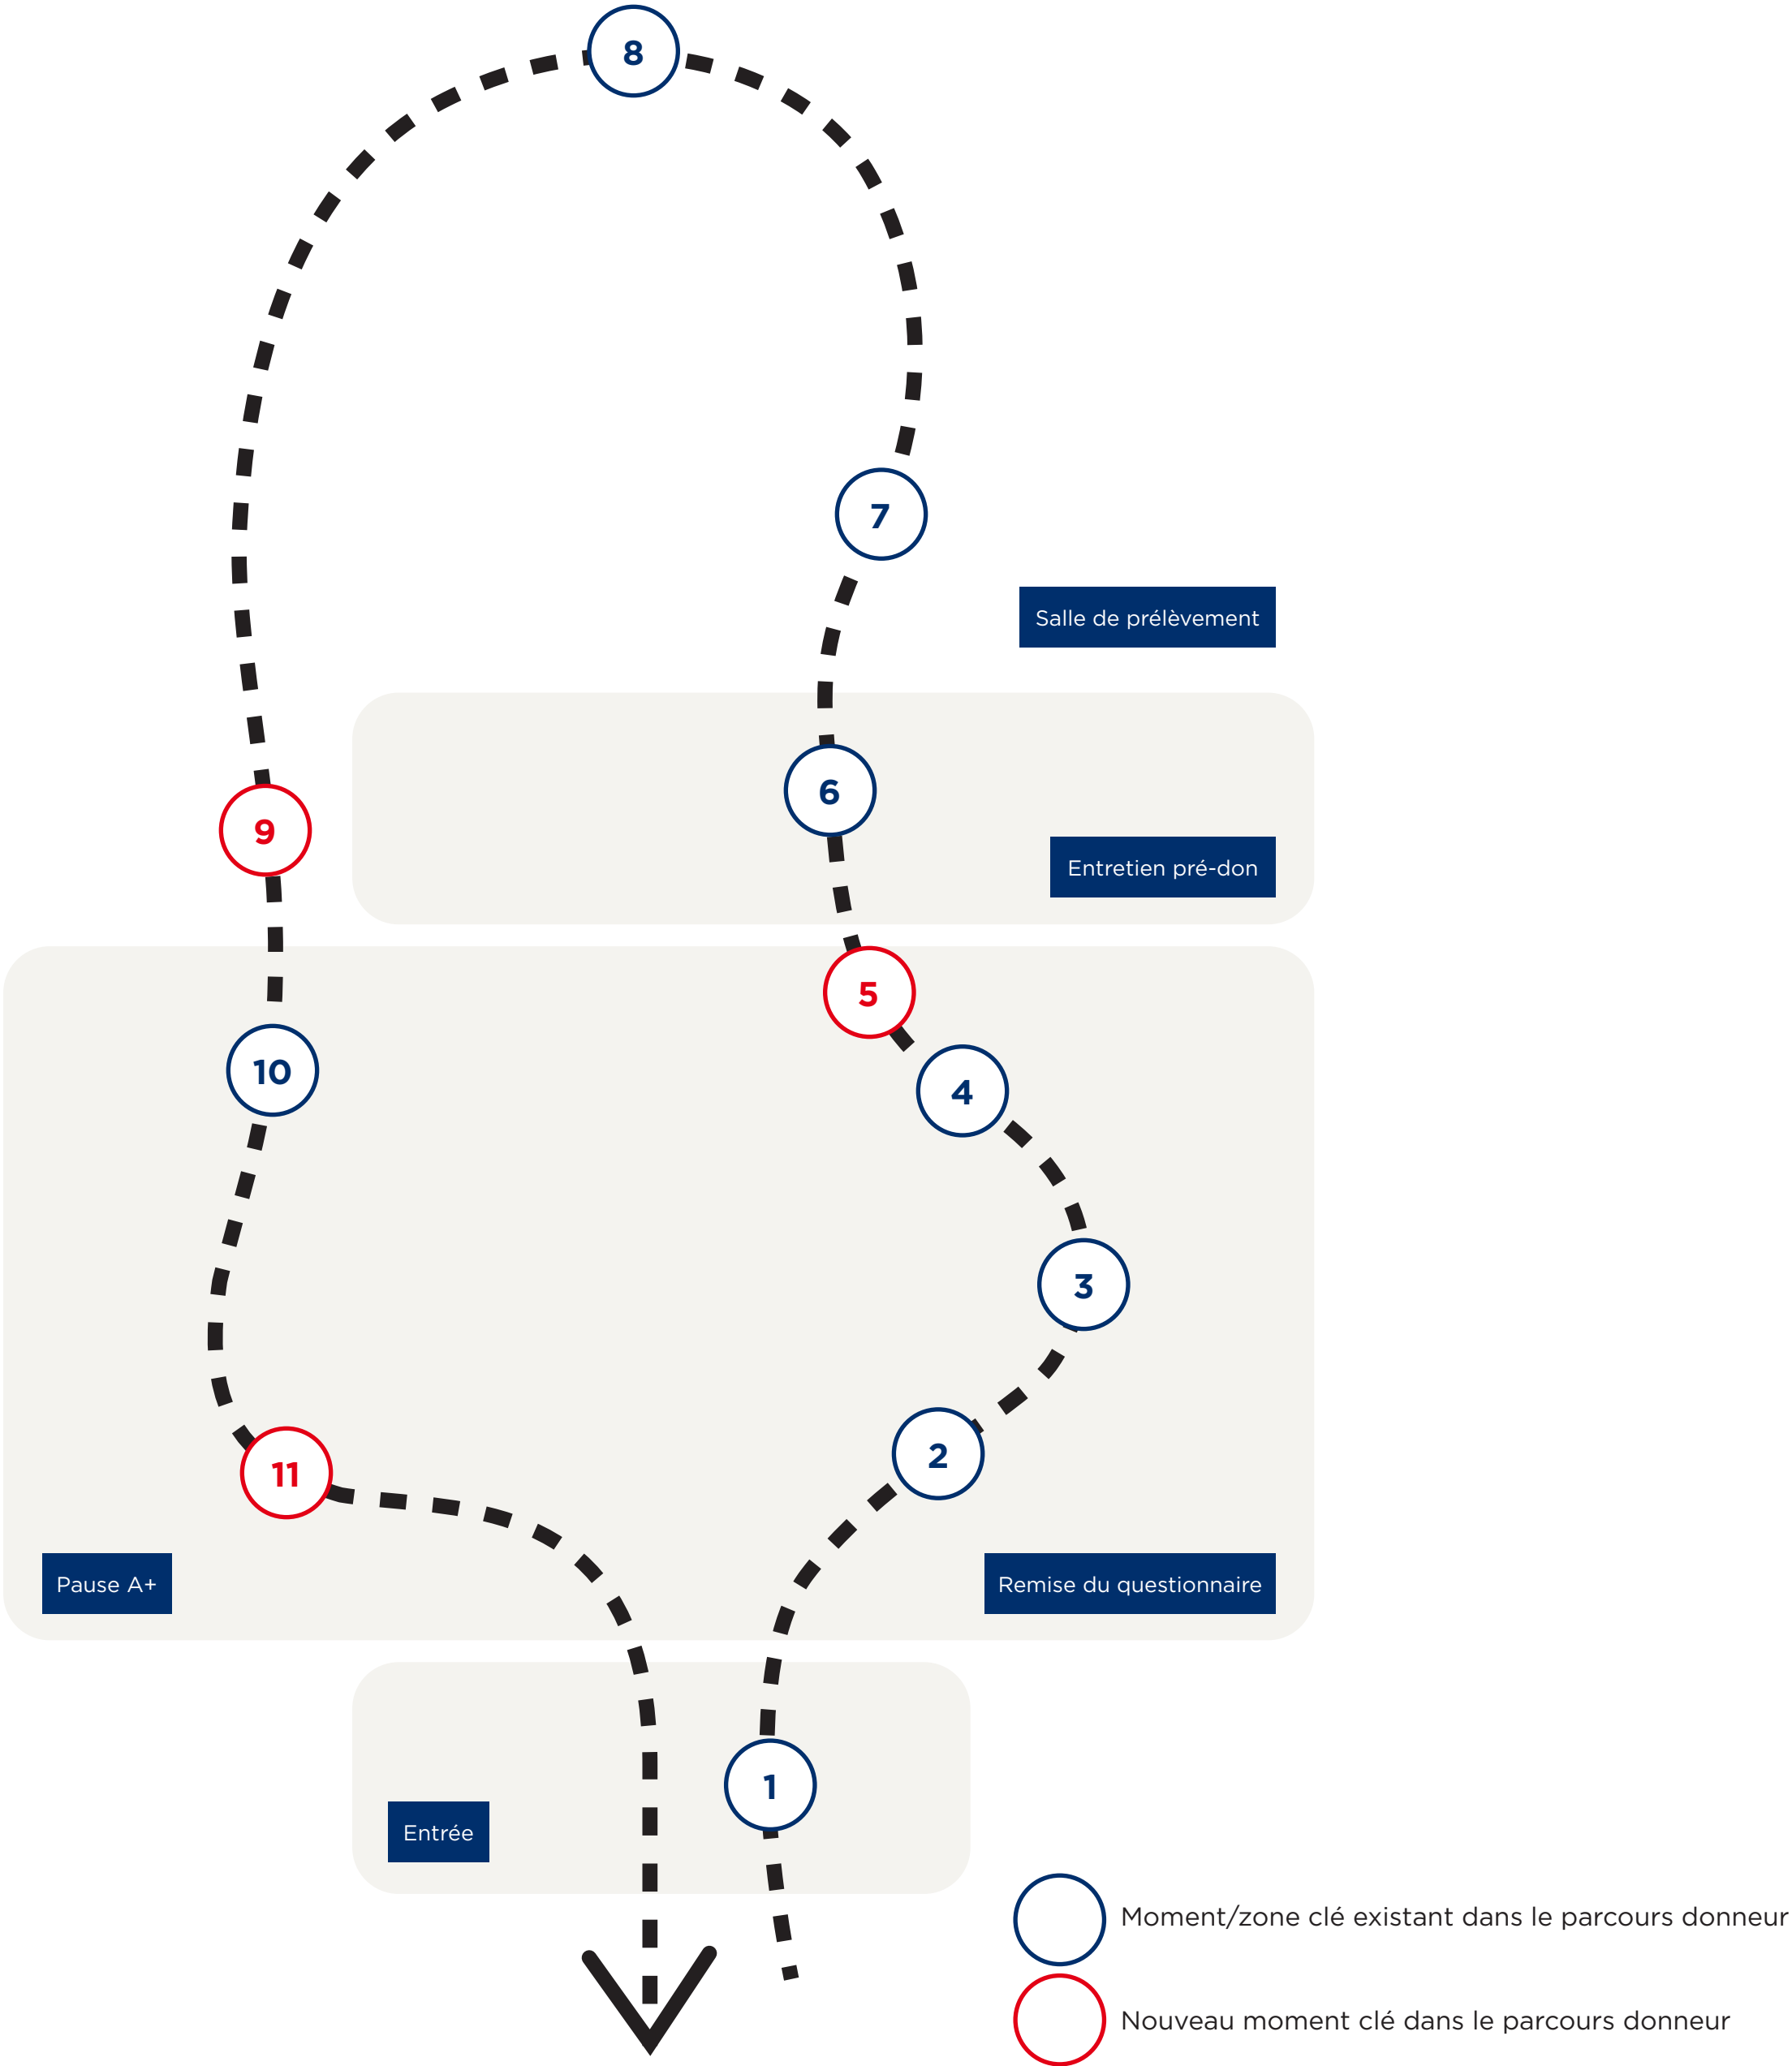 8
7
Salle de prélèvement
6
9
Entretien pré-don
5
10
4
3
2
11
Pause A+
Remise du questionnaire
1
Entrée
Moment/zone clé existant dans le parcours donneur
Nouveau moment clé dans le parcours donneur